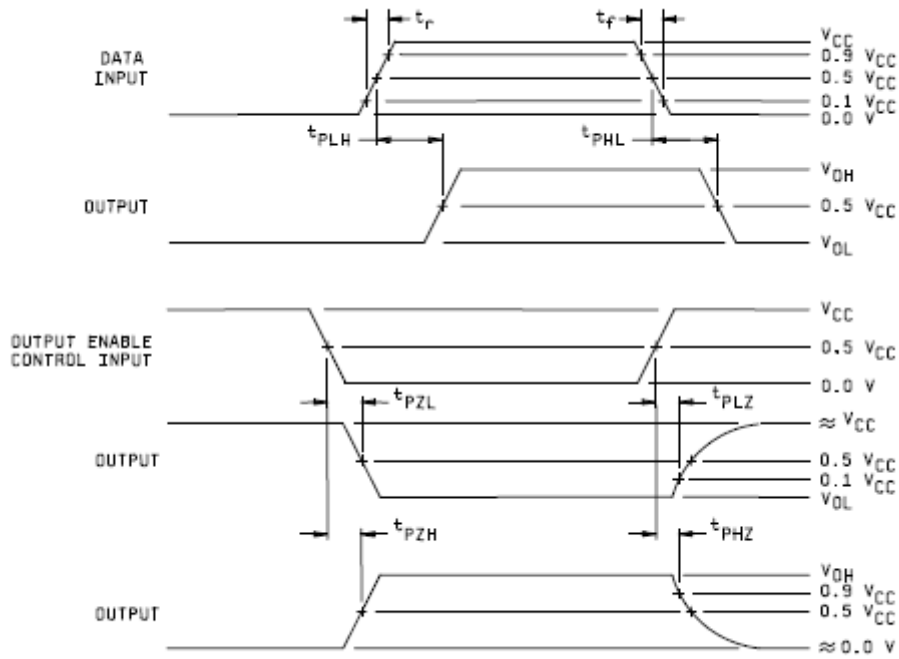 t_r
t_f
V_CC
0.9 V_CC
DATA
INPUT
0.5 V_CC
0.1 V_CC
0.0 V
t_PLH
t_PHL
V_OH
OUTPUT
0.5 V_CC
V_OL
V_CC
OUTPUT ENABLE
CONTROL INPUT
0.5 V_CC
0.0 V
t_PZL
t_PLZ
≈ V_CC
OUTPUT
0.5 V_CC
0.1 V_CC
V_OL
t_PZH
t_PHZ
V_OH
0.9 V_CC
OUTPUT
0.5 V_CC
≈ 0.0 V